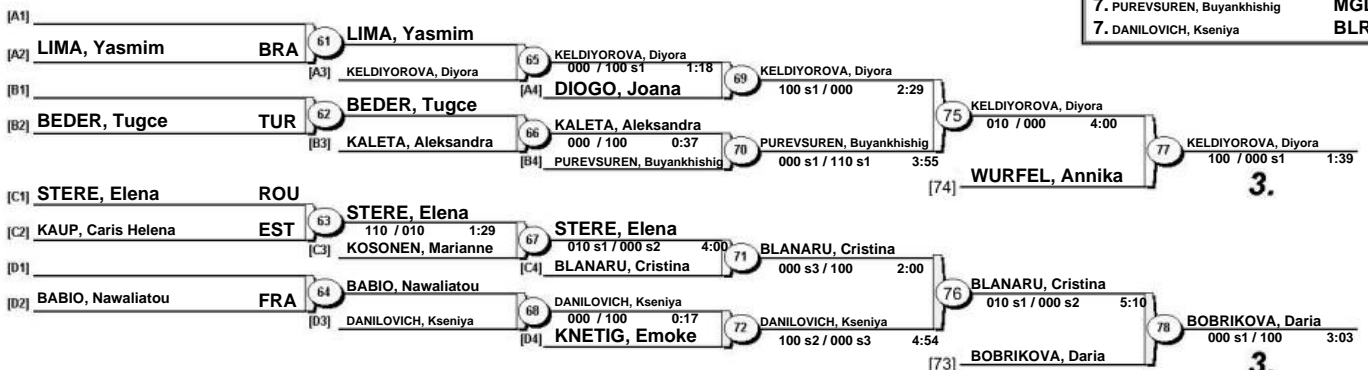 7. PUREVSUREN, Buyankhishig
7. DANILOVICH, Kseniya BLR
[A1]
[A2] LIMA, Yasmim BRA
61 LIMA, Yasmim
[A3] KELDIYOROVA, Diyora
65 KELDIYOROVA, Diyora
000 / 100 s1 1:18
[A4] DIOGO, Joana
69 KELDIYOROVA, Diyora
100 s1 / 000 2:29
[B1]
[B2] BEDER, Tugce TUR
62 BEDER, Tugce
[B3] KALETA, Aleksandra
66 KALETA, Aleksandra
000 / 100 0:37
[B4] PUREVSUREN, Buyankhishig
70 PUREVSUREN, Buyankhishig
000 s1 / 110 s1 3:55
75 KELDIYOROVA, Diyora
010 / 000 4:00
[74] WURFEL, Annika
77 KELDIYOROVA, Diyora
100 / 000 s1 1:39
3.
[C1] STERE, Elena ROU
[C2] KAUP, Caris Helena EST
63 STERE, Elena
110 / 010 1:29
[C3] KOSONEN, Marianne
67 STERE, Elena
010 s1 / 000 s2 4:00
[C4] BLANARU, Cristina
71 BLANARU, Cristina
000 s3 / 100 2:00
[D1]
[D2] BABIO, Nawaliatou FRA
64 BABIO, Nawaliatou
[D3] DANILOVICH, Kseniya
68 DANILOVICH, Kseniya
000 / 100 0:17
[D4] KNETIG, Emoke
72 DANILOVICH, Kseniya
100 s2 / 000 s3 4:54
76 BLANARU, Cristina
010 s1 / 000 s2 5:10
[73] BOBRIKOVA, Daria
78 BOBRIKOVA, Daria
000 s1 / 100 3:03
3.